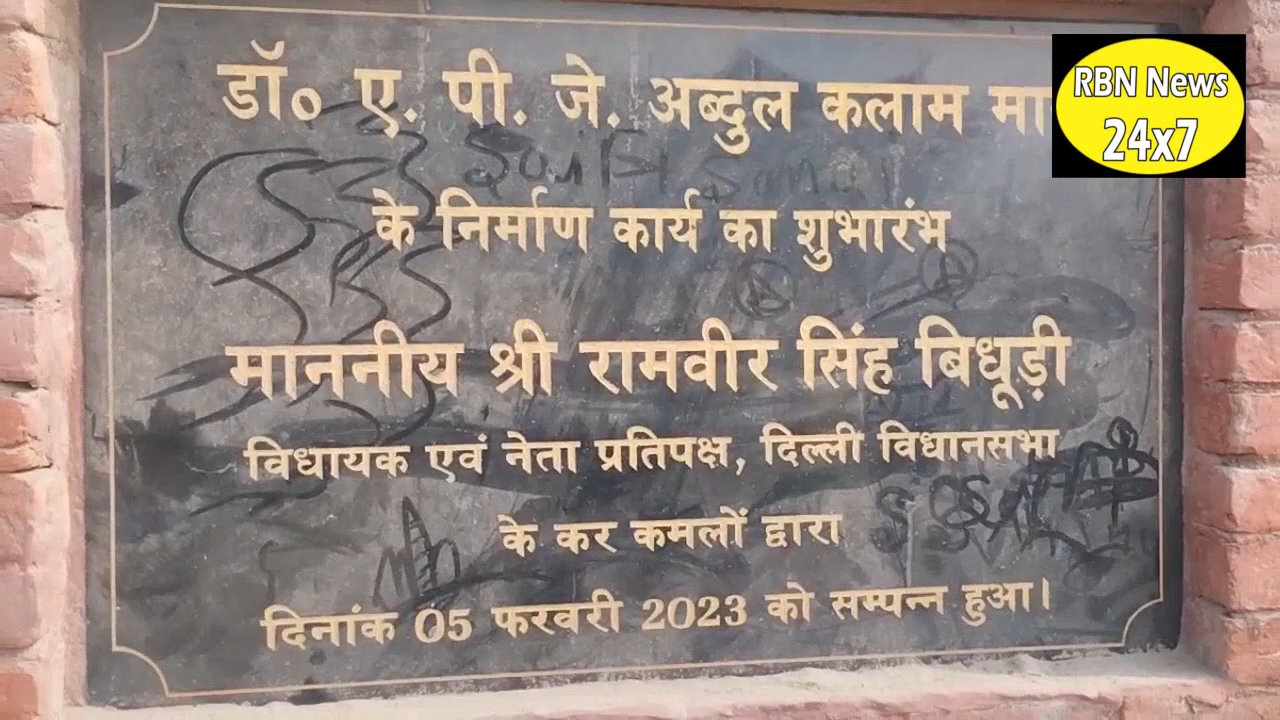 डॉ० ए. पी. जे. अब्दुल कलाम मा
के निर्माण कार्य का शुभारंभ
माननीय श्री रामवीर सिंह बिधूड़ी
विधायक एवं नेता प्रतिपक्ष, दिल्ली विधानसभा
के कर कमलों द्वारा
दिनांक 05 फरवरी 2023 को सम्पन्न हुआ।
RBN News
24x7